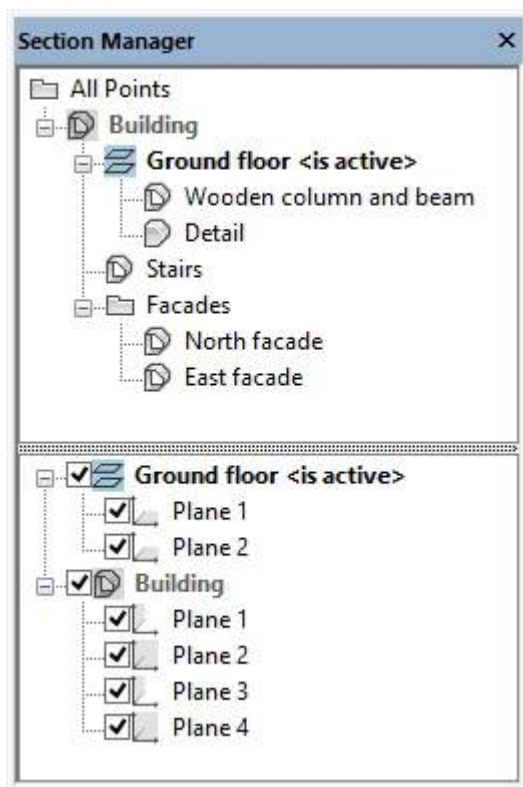 Section Manager
All Points
Building
Ground floor <is active>
Wooden column and beam
Detail
Stairs
Facades
North facade
East facade
Ground floor <is active>
Plane 1
Plane 2
Building
Plane 1
Plane 2
Plane 3
Plane 4